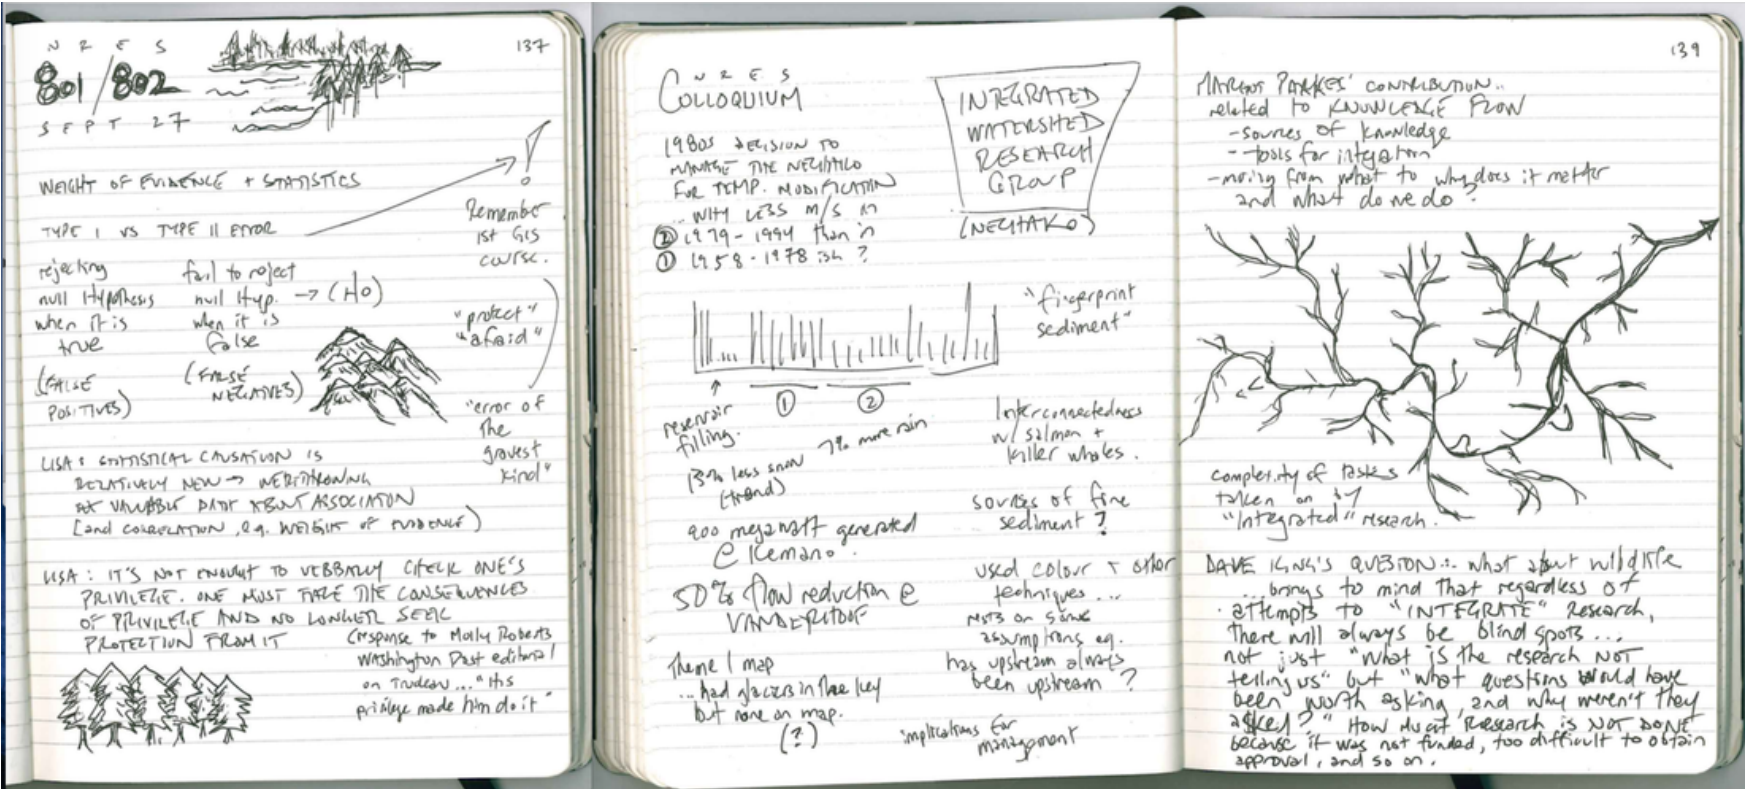 N R E S
137
801/802
SEPT 27
WEIGHT OF EVIDENCE + STATISTICS
!
Remember
1st GIS
course.
TYPE I VS TYPE II ERROR
rejecting
null Hypothesis
when it is
true
(FALSE
POSITIVES)
fail to reject
null Hyp. → (HO)
when it is
false
(FALSE
NEGATIVES)
"protect"
"afraid"
"error of
the
gravest
kind"
LISA: STATISTICAL CAUSATION IS
RELATIVELY NEW →
VALUABLE DATA ABOUT ASSOCIATION
(and CORRELATION, e.g. WEIGHT OF EVIDENCE)
LISA: IT'S NOT ENOUGH TO VERBALLY CHECK ONE'S
PRIVILEGE. ONE MUST FACE THE CONSEQUENCES
OF PRIVILEGE AND NO LONGER SEEK
PROTECTION FROM IT
(response to Molly Roberts
Washington Post editorial
on Trudeau... "His
privilege made him do it"
N R E S
COLLOQUIUM
INTEGRATED
WATERSHED
RESEARCH
GROUP
(NECHAKO)
1980s DECISION TO
MANAGE THE NECHAKO
FOR TEMP. MODIFICATION
... WHY LESS M/S in
② 1979-1994 than in
① 1958-1978 ish ?
"fingerprint
sediment"
reservoir
filling.
①
②
13% less snow
(trend)
7% more rain
900 megawatt generated
@ Kemano.
50% flow reduction @
VANDERHOOF
Theme 1 map
... had glaciers in the key
but none on map.
(?)
Interconnectedness
w/ salmon +
killer whales.
sources of fine
sediment ?
used colour + other
techniques...
rests on some
assumptions eg.
has upstream always
been upstream ?
implications for
management
139
MARGOT PARKES' CONTRIBUTION..
related to KNOWLEDGE FLOW
-sources of knowledge
-tools for integration
-moving from what to why does it matter
and what do we do?
complexity of tasks
taken on by
"Integrated" research.
DAVE KING'S QUESTION... what about wildlife
...brings to mind that regardless of
attempts to "INTEGRATE" Research,
there will always be blind spots...
not just "What is the research NOT
telling us" but "what questions would have
been worth asking, and why weren't they
asked?" How much Research is NOT DONE
because it was not funded, too difficult to obtain
approval, and so on.